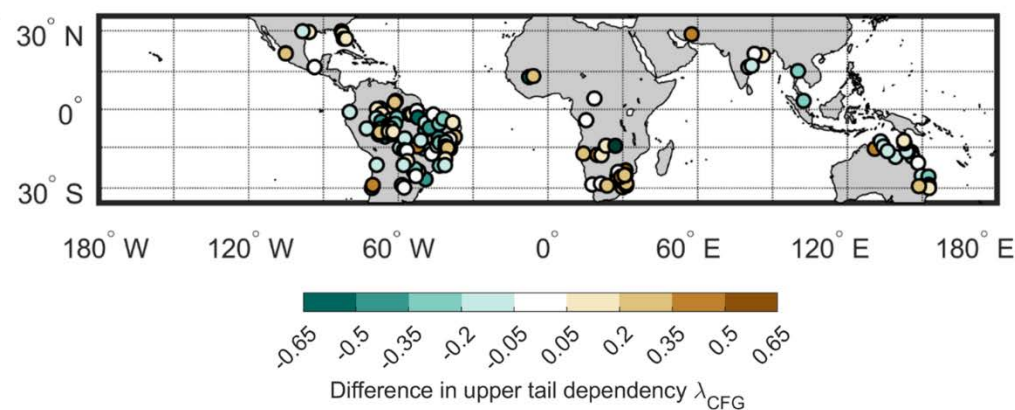 30° N
0°
30° S
180° W 120° W 60° W 0° 60° E 120° E 180° E
-0.65 -0.5 -0.35 -0.2 -0.05 0.05 0.2 0.35 0.5 0.65
Difference in upper tail dependency λCFG